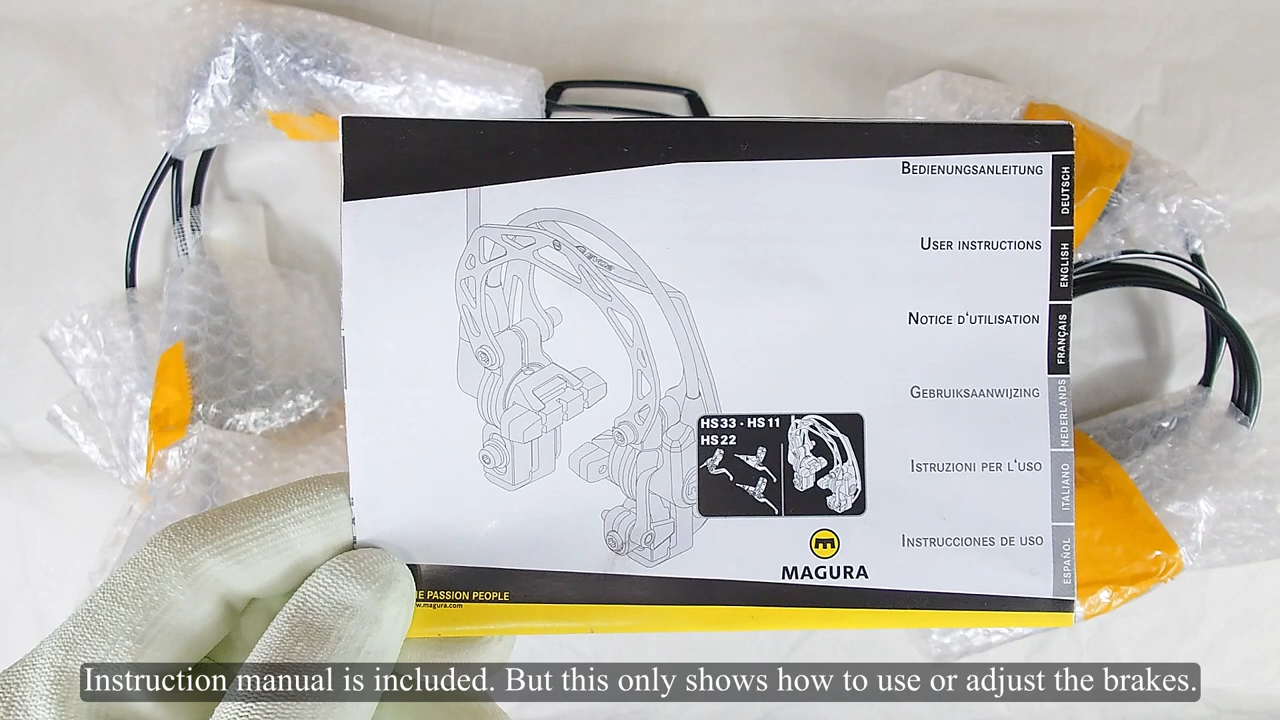 BEDIENUNGSANLEITUNG
DEUTSCH
USER INSTRUCTIONS
ENGLISH
NOTICE D'UTILISATION
FRANÇAIS
GEBRUIKSAANWIJZING
NEDERLANDS
ISTRUZIONI PER L'USO
ITALIANO
INSTRUCCIONES DE USO
ESPAÑOL
HS33 · HS11
HS22
MAGURA
PASSION PEOPLE
.magura.com
Instruction manual is included. But this only shows how to use or adjust the brakes.